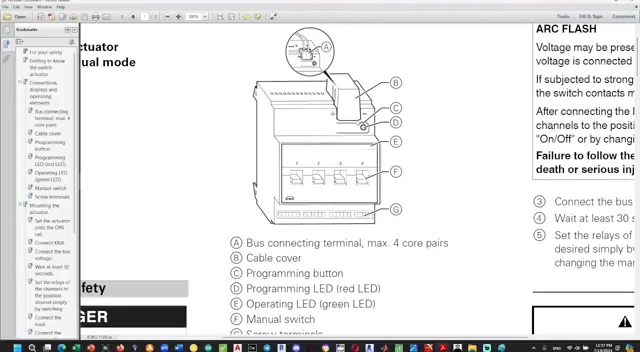 File Edit View Window Help
Open
Tools
Fill & Sign
Comment
Bookmarks
For your safety
Getting to know
the switch
actuator
Connections,
displays and
operating
elements
Bus connecting
terminal, max. 4
core pairs
Cable cover
Programming
button
Programming
LED (red LED)
Operating LED
(green LED)
Manual switch
Screw terminals
Mounting the
actuator
Set the actuator
onto the DIN
rail.
Connect KNX.
Connect the bus
voltage.
Wait at least 30
seconds.
Set the relays of
the channels in
the position
desired simply by
switching
Connect the
load.
Connect the
actuator
ual mode
fety
GER
A
B
C
D
E
F
G
1 2 3 4
A Bus connecting terminal, max. 4 core pairs
B Cable cover
C Programming button
D Programming LED (red LED)
E Operating LED (green LED)
F Manual switch
G Screw terminals
ARC FLASH
Voltage may be prese
voltage is connected
If subjected to strong
the switch contacts m
After connecting the l
channels to the positi
"On/Off" or by changi
Failure to follow the
death or serious inj
3 Connect the bus
4 Wait at least 30 s
5 Set the relays of
desired simply by
changing the mar
11:57 PM